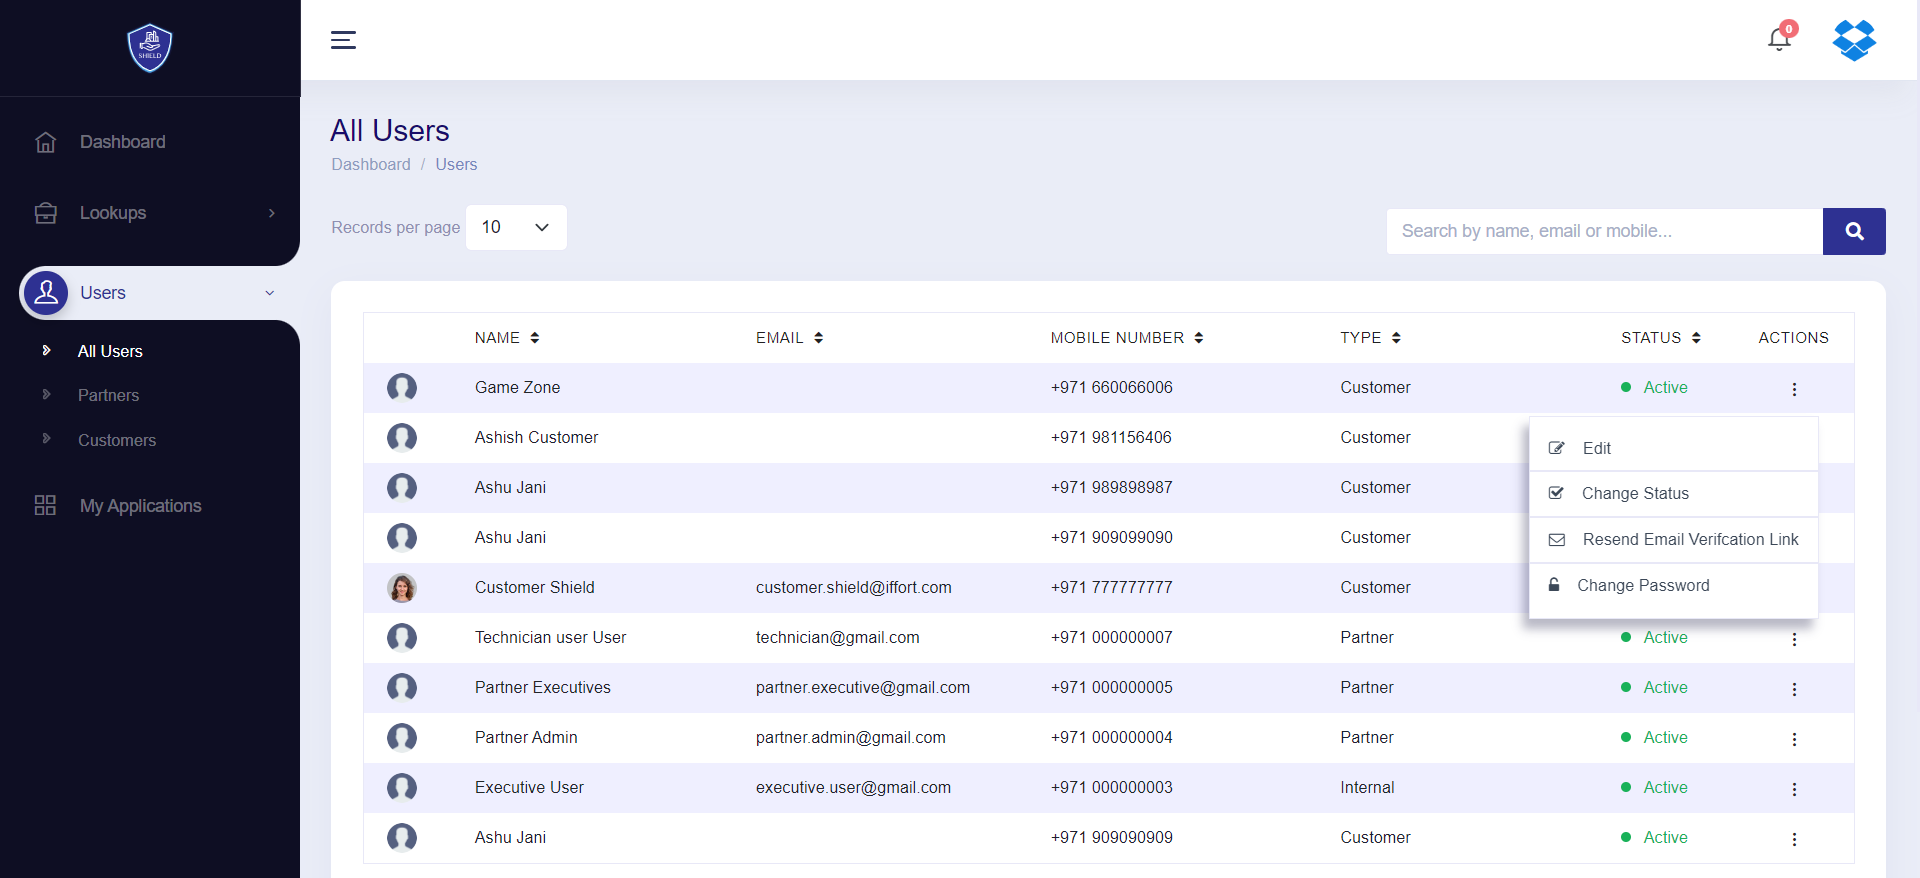 SHIELD
0
Dashboard
Lookups
Users
All Users
Partners
Customers
My Applications
All Users
Dashboard / Users
Records per page 10
Search by name, email or mobile...
NAME EMAIL MOBILE NUMBER TYPE STATUS ACTIONS
Game Zone +971 660066006 Customer Active
Ashish Customer +971 981156406 Customer
Ashu Jani +971 989898987 Customer
Ashu Jani +971 909099090 Customer
Customer Shield customer.shield@iffort.com +971 777777777 Customer
Edit
Change Status
Resend Email Verifcation Link
Change Password
Technician user User technician@gmail.com +971 000000007 Partner Active
Partner Executives partner.executive@gmail.com +971 000000005 Partner Active
Partner Admin partner.admin@gmail.com +971 000000004 Partner Active
Executive User executive.user@gmail.com +971 000000003 Internal Active
Ashu Jani +971 909090909 Customer Active